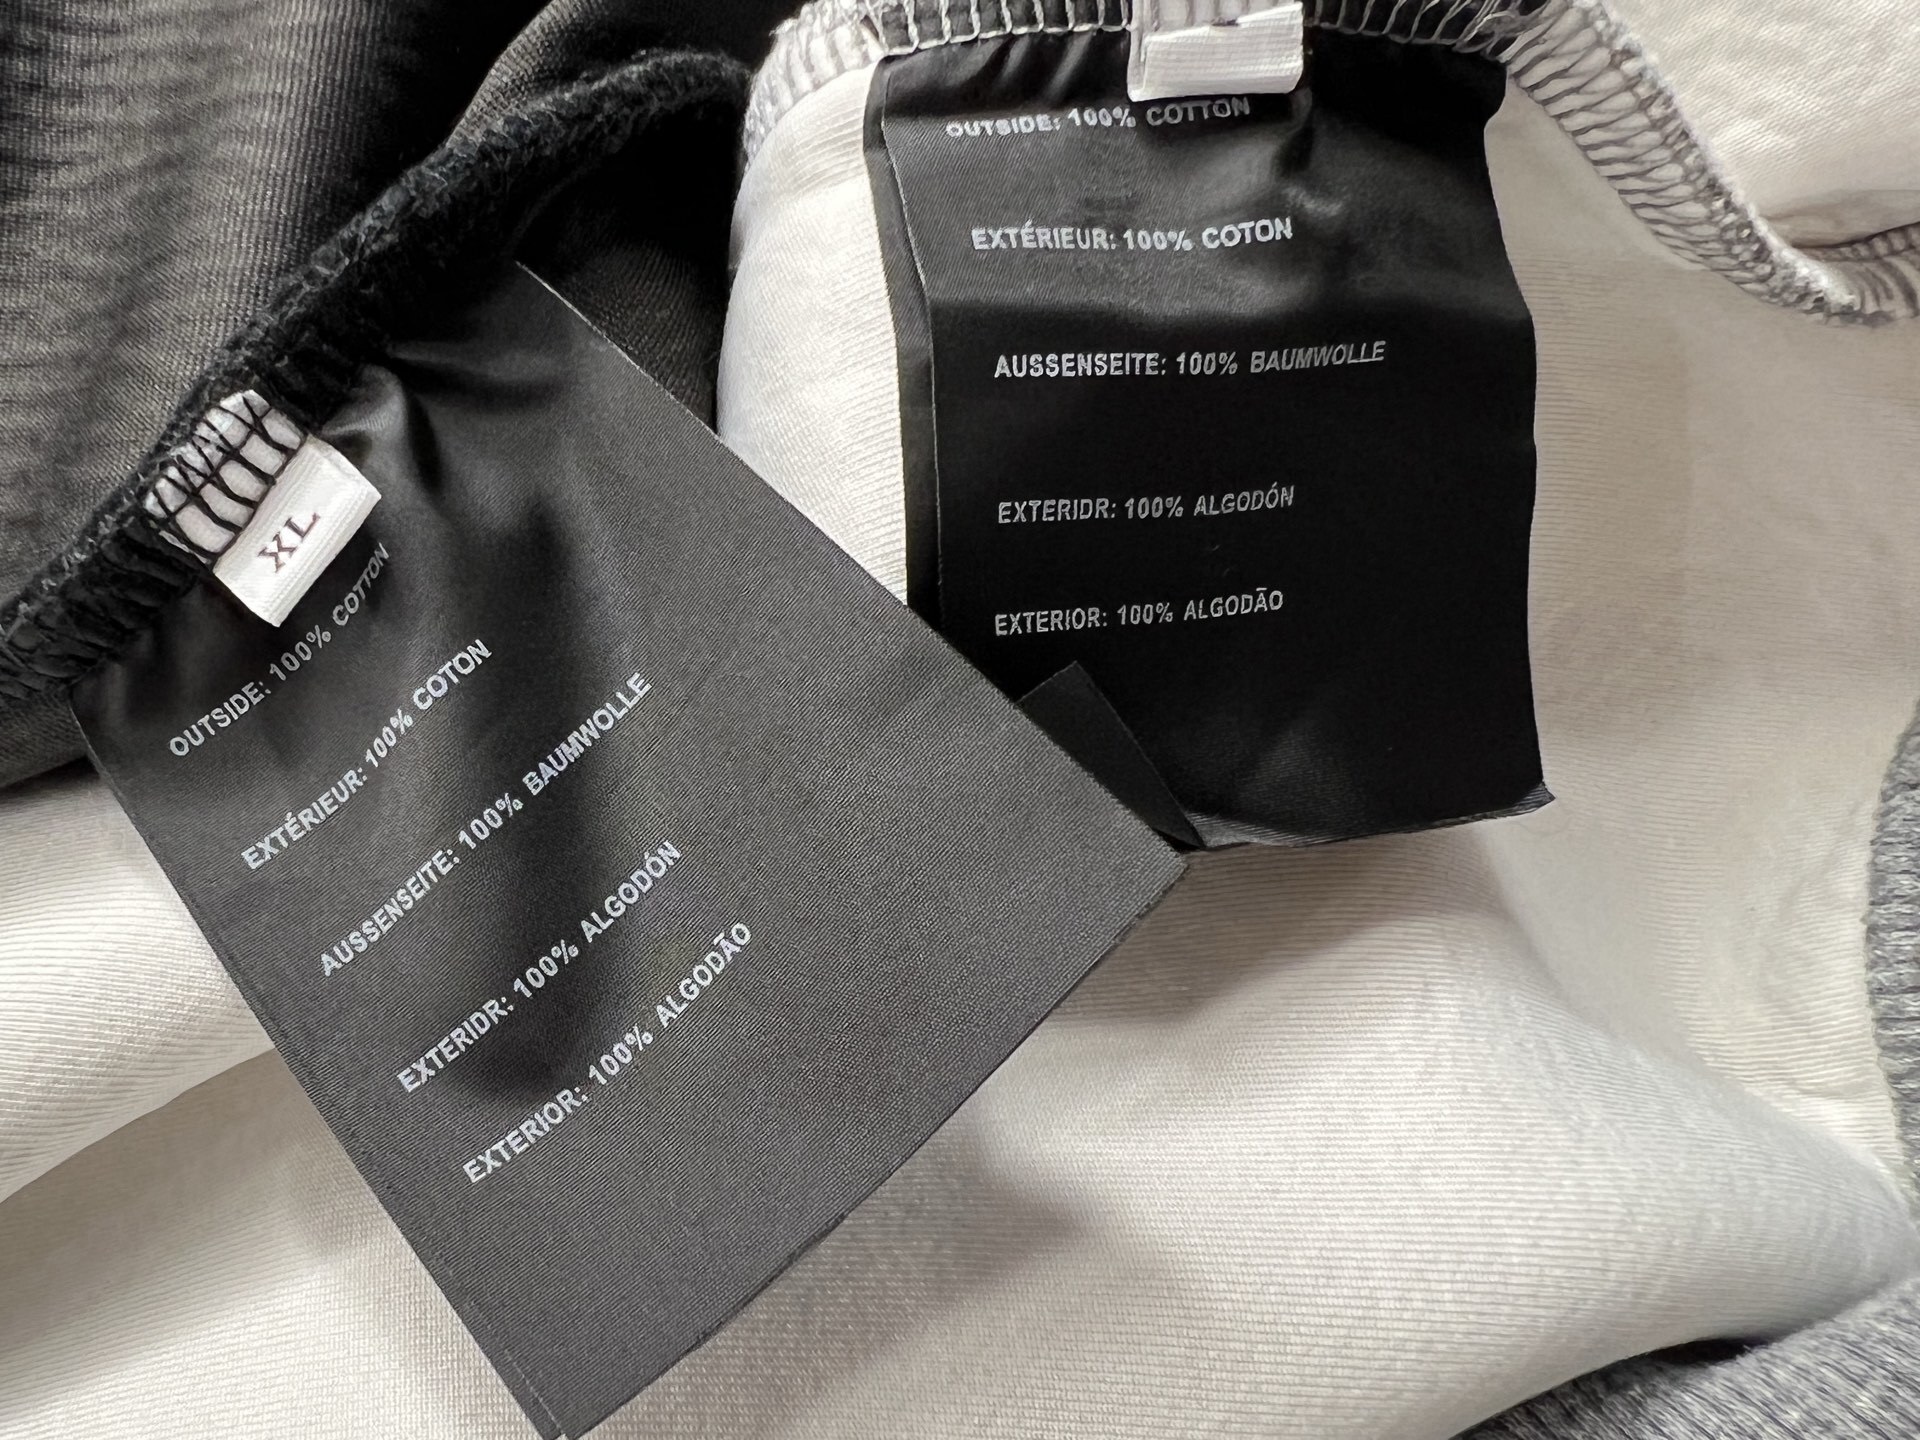 XL
OUTSIDE: 100% COTTON
EXTÉRIEUR: 100% COTON
AUSSENSEITE: 100% BAUMWOLLE
EXTERIDR: 100% ALGODÓN
EXTERIOR: 100% ALGODÃO
OUTSIDE: 100% COTTON
EXTÉRIEUR: 100% COTON
AUSSENSEITE: 100% BAUMWOLLE
EXTERIDR: 100% ALGODÓN
EXTERIOR: 100% ALGODÃO